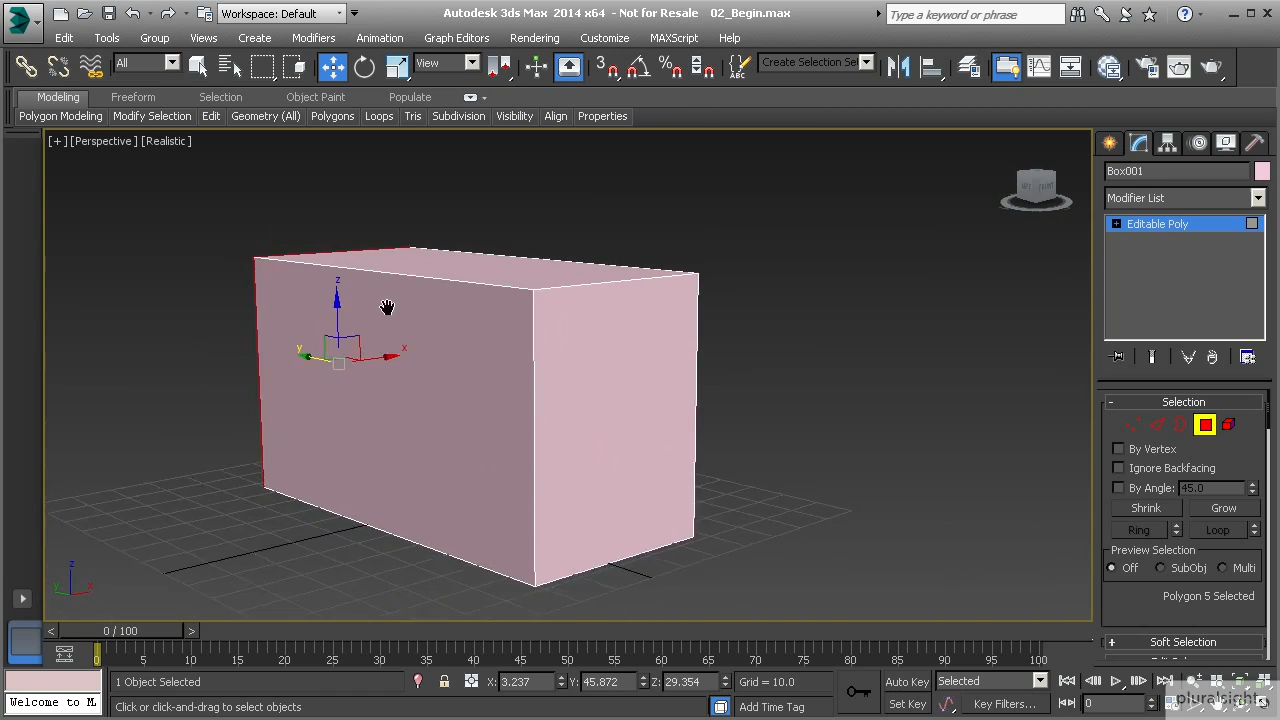 Workspace: Default
Autodesk 3ds Max 2014 x64 - Not for Resale 02_Begin.max
Type a keyword or phrase
Edit Tools Group Views Create Modifiers Animation Graph Editors Rendering Customize MAXScript Help
All View Create Selection Se
Modeling Freeform Selection Object Paint Populate
Polygon Modeling Modify Selection Edit Geometry (All) Polygons Loops Tris Subdivision Visibility Align Properties
[+] [Perspective] [Realistic]
Box001
Modifier List
Editable Poly
z
y x
Selection
By Vertex
Ignore Backfacing
By Angle: 45.0
Shrink Grow
Ring Loop
Preview Selection
Off SubObj Multi
Polygon 5 Selected
Soft Selection
z
y x
0 / 100
0 5 10 15 20 25 30 35 40 45 50 55 60 65 70 75 80 85 90 95 100
1 Object Selected X: 3.237 Y: 45.872 Z: 29.354 Grid = 10.0 Auto Key Selected
Welcome to M Click or click-and-drag to select objects Add Time Tag Set Key Key Filters... 0
pluralsight